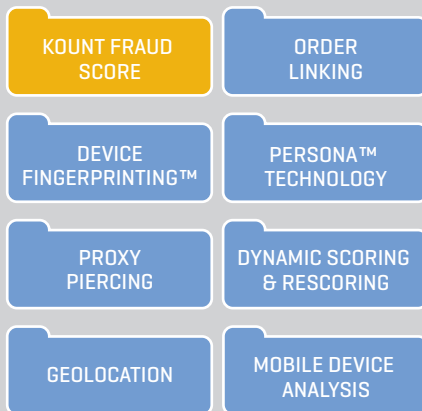 KOUNT FRAUD
SCORE
ORDER
LINKING
DEVICE
FINGERPRINTING™
PERSONA™
TECHNOLOGY
PROXY
PIERCING
DYNAMIC SCORING
& RESCORING
GEOLOCATION
MOBILE DEVICE
ANALYSIS